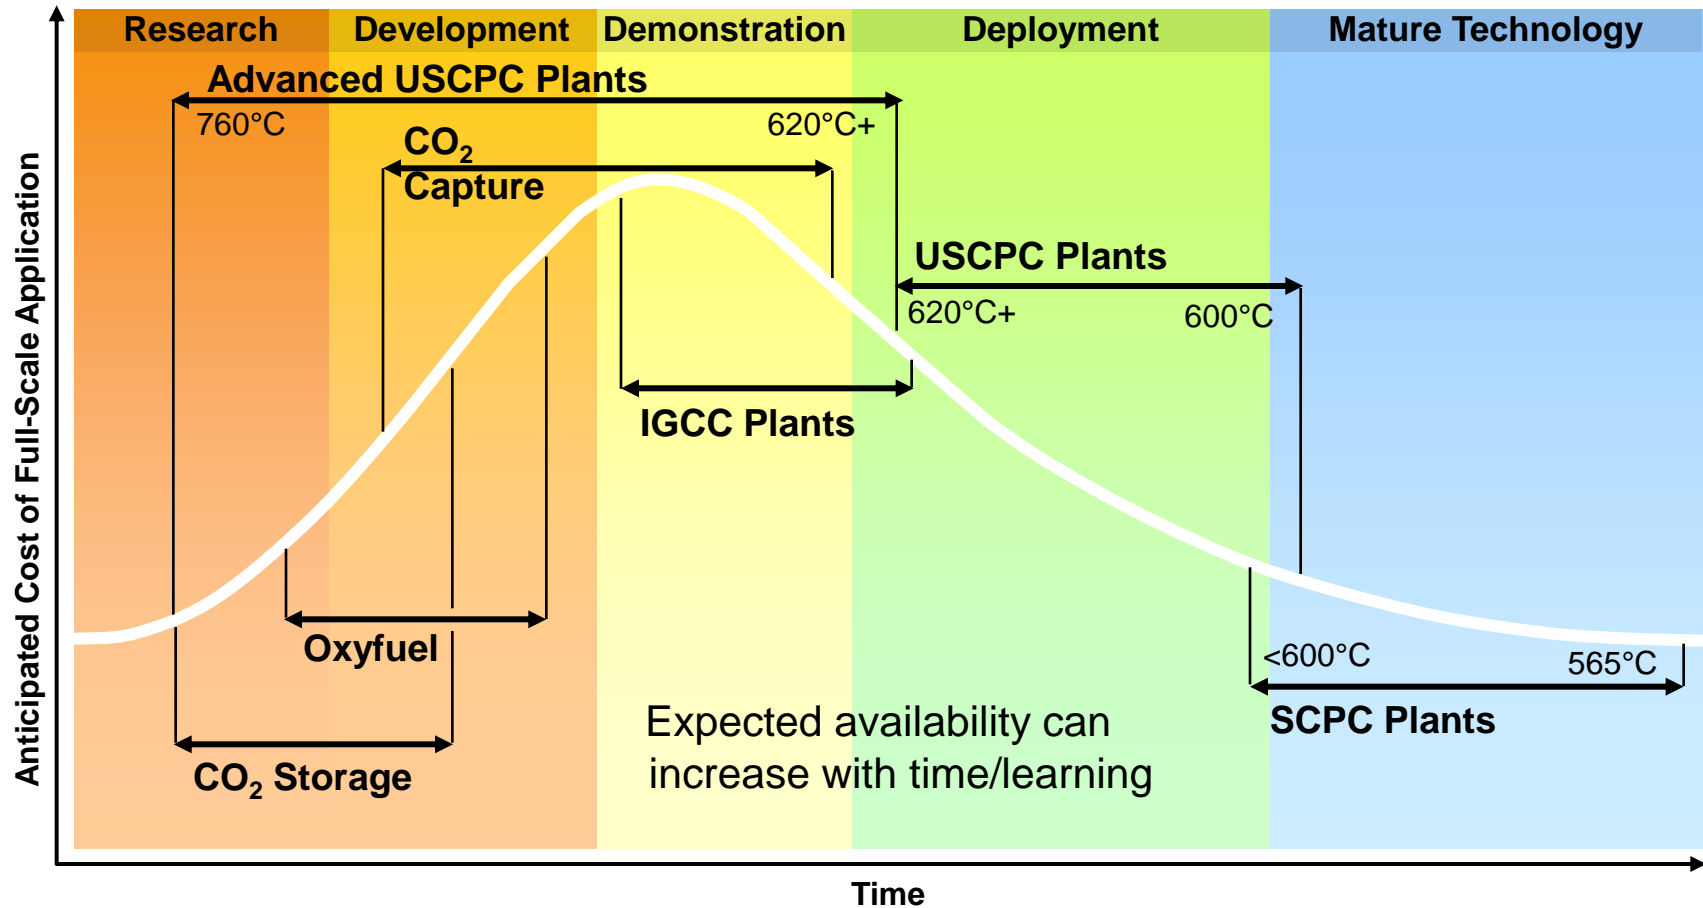 Research
Development
Demonstration
Deployment
Mature Technology
Advanced USCPC Plants
760°C
620°C+
CO₂
Capture
USCPC Plants
620°C+
600°C
IGCC Plants
Oxyfuel
<600°C
565°C
SCPC Plants
CO₂ Storage
Expected availability can
increase with time/learning
Anticipated Cost of Full-Scale Application
Time